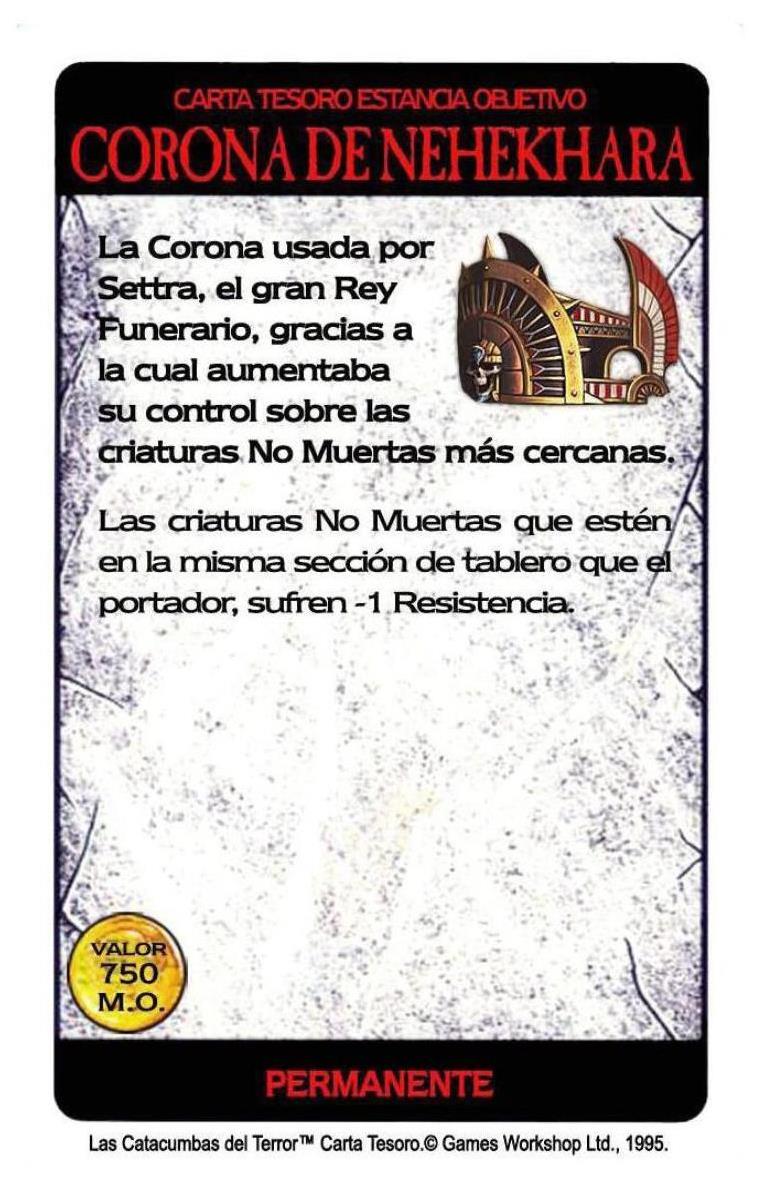 CARTA TESORO ESTANCIA OBJETIVO
CORONA DE NEHEKHARA
La Corona usada por
Settra, el gran Rey
Funerario, gracias a
la cual aumentaba
su control sobre las
criaturas No Muertas más cercanas.
Las criaturas No Muertas que estén
en la misma sección de tablero que el
portador, sufren -1 Resistencia.
VALOR
750
M.O.
PERMANENTE
Las Catacumbas del Terror™ Carta Tesoro.© Games Workshop Ltd., 1995.